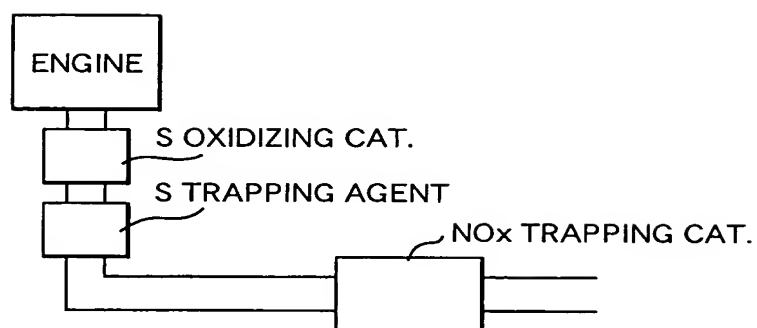 ENGINE
S OXIDIZING CAT.
S TRAPPING AGENT
NOx TRAPPING CAT.